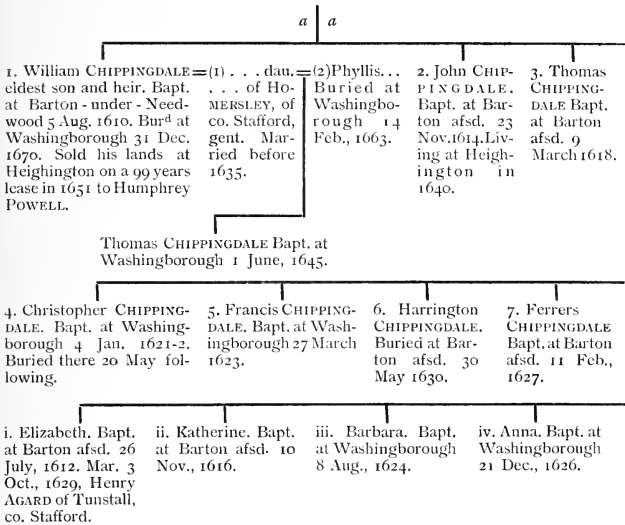 a a
1. William CHIPPINGDALE=(1) . . . dau.=(2)Phyllis...
eldest son and heir. Bapt.
at Barton - under - Need-
wood 5 Aug. 1610. Burd at
Washingborough 31 Dec.
1670. Sold his lands at
Heighington on a 99 years
lease in 1651 to Humphrey
POWELL.
. . . of HO-
MERSLEY, of
co. Stafford,
gent. Mar-
ried before
1635.
Buried at
Washingbo-
rough 14
Feb., 1663.
2. John CHIP-
PINGDALE.
Bapt. at Bar-
ton afsd. 23
Nov.1614.Liv-
ing at Heigh-
ington in
1640.
3. Thomas
CHIPPING-
DALE Bapt.
at Barton
afsd. 9
March 1618.
Thomas CHIPPINGDALE Bapt. at
Washingborough 1 June, 1645.
4. Christopher CHIPPING-
DALE. Bapt. at Washing-
borough 4 Jan. 1621-2.
Buried there 20 May fol-
lowing.
5. Francis CHIPPING-
DALE. Bapt. at Wash-
ingborough 27 March
1623.
6. Harrington
CHIPPINGDALE.
Buried at Bar-
ton afsd. 30
May 1630.
7. Ferrers
CHIPPINGDALE
Bapt. at Barton
afsd. 11 Feb.,
1627.
i. Elizabeth. Bapt.
at Barton afsd. 26
July, 1612. Mar. 3
Oct., 1629, Henry
AGARD of Tunstall,
co. Stafford.
ii. Katherine. Bapt.
at Barton afsd. 10
Nov., 1616.
iii. Barbara. Bapt.
at Washingborough
8 Aug., 1624.
iv. Anna. Bapt. at
Washingborough
21 Dec., 1626.